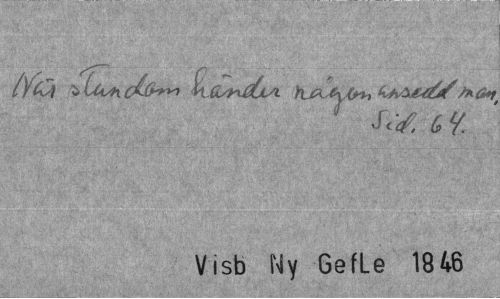 När stundom händer någon ansedd man,
Sid. 64.
Visb Ny GefLe 1846